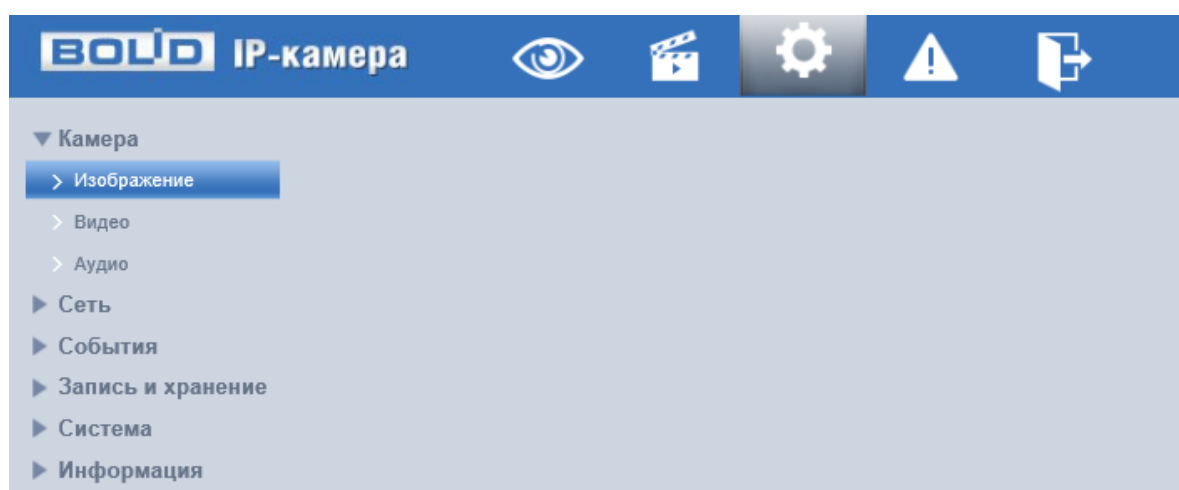 BOLID IP-камера
Камера
Изображение
Видео
Аудио
Сеть
События
Запись и хранение
Система
Информация